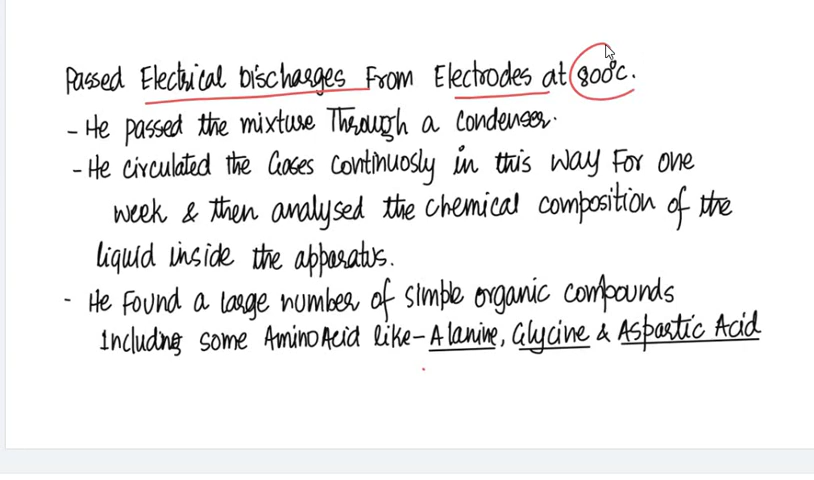 Passed Electrical Discharges From Electrodes at 800°C.
- He passed the mixture Through a condenser.
- He circulated the Gases continuosly in this way For one
week & then analysed the chemical composition of the
liquid inside the apparatus.
- He Found a large number of simple organic compounds
Including some Amino Acid like- Alanine, Glycine & Aspartic Acid